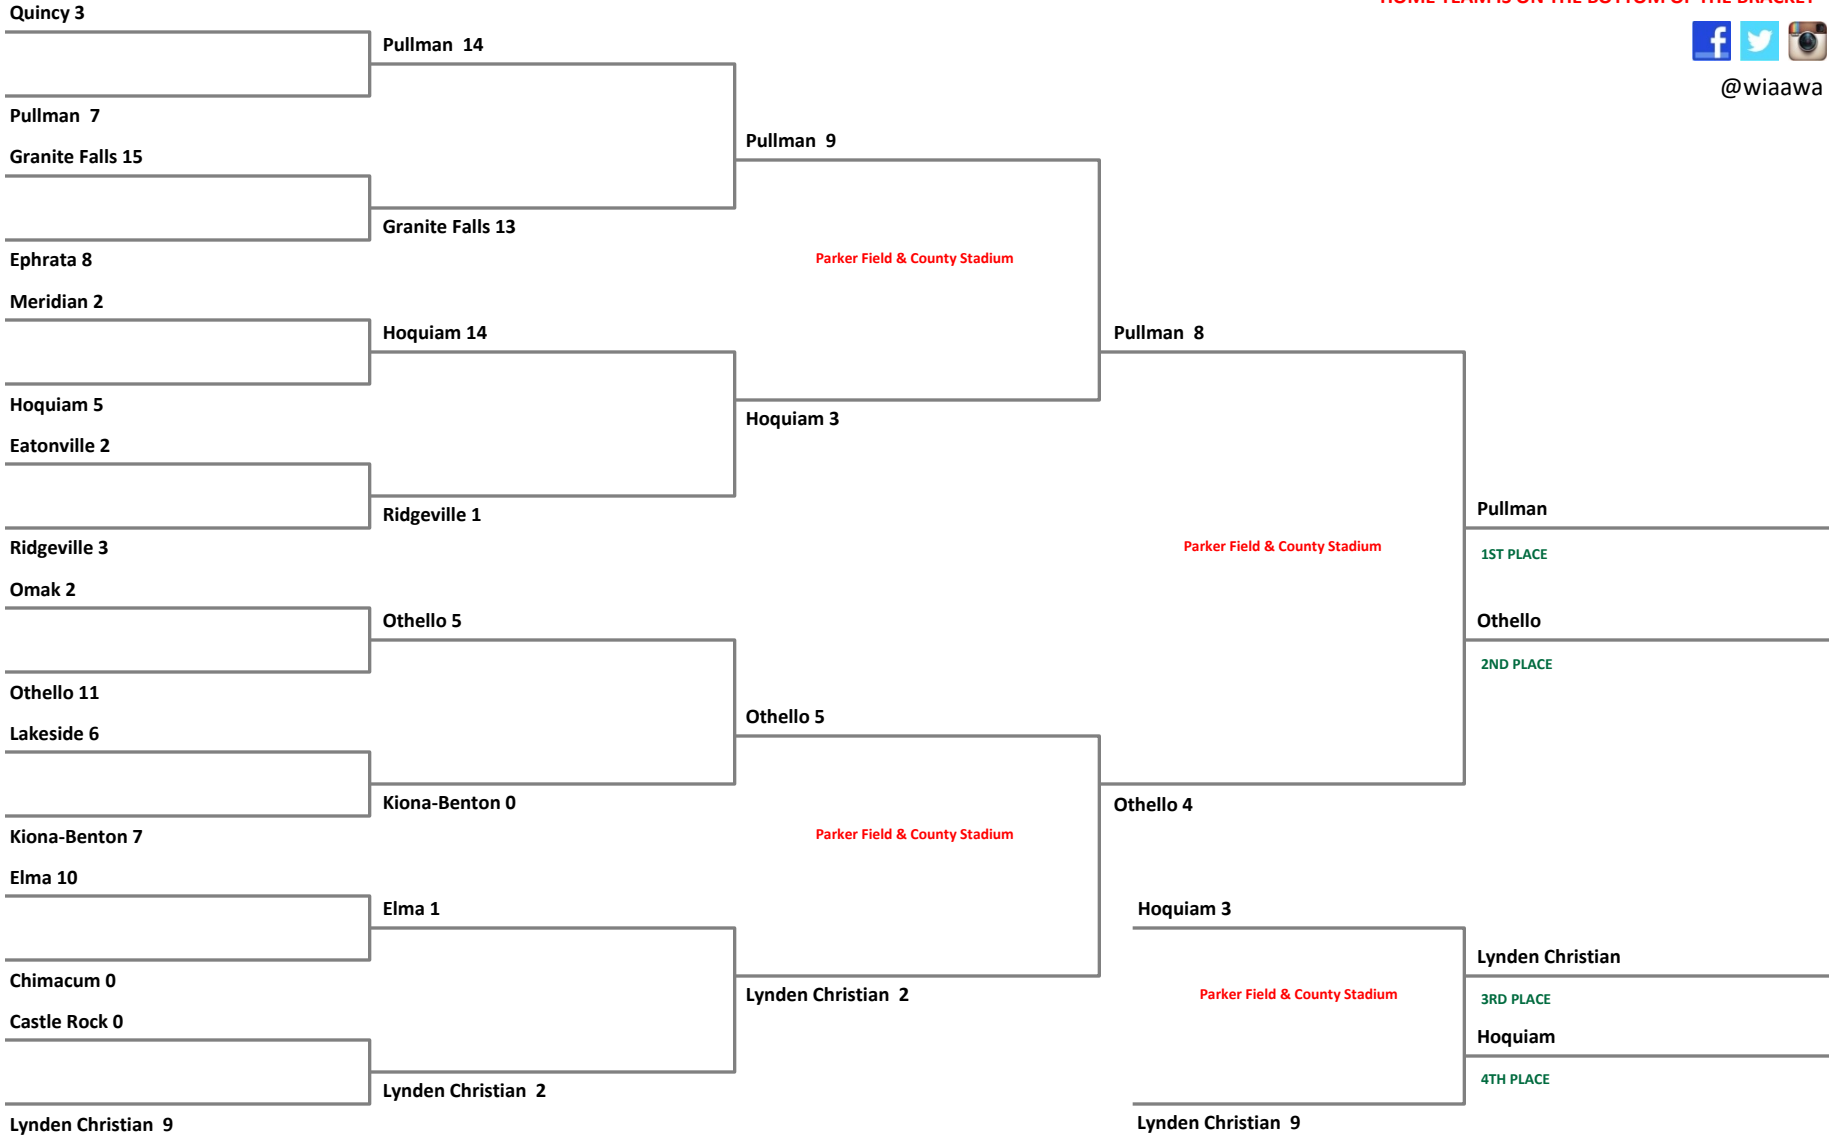 HOME TEAM IS ON THE BOTTOM OF THE BRACKET
@wiaawa
Quincy 3
Pullman 7
Granite Falls 15
Ephrata 8
Meridian 2
Hoquiam 5
Eatonville 2
Ridgeville 3
Omak 2
Othello 11
Lakeside 6
Kiona-Benton 7
Elma 10
Chimacum 0
Castle Rock 0
Lynden Christian 9
Pullman 14
Granite Falls 13
Hoquiam 14
Ridgeville 1
Othello 5
Kiona-Benton 0
Elma 1
Lynden Christian 2
Pullman 9
Parker Field & County Stadium
Hoquiam 3
Othello 5
Parker Field & County Stadium
Lynden Christian 2
Pullman 8
Parker Field & County Stadium
Othello 4
Hoquiam 3
Parker Field & County Stadium
Lynden Christian 9
Pullman
1ST PLACE
Othello
2ND PLACE
Lynden Christian
3RD PLACE
Hoquiam
4TH PLACE